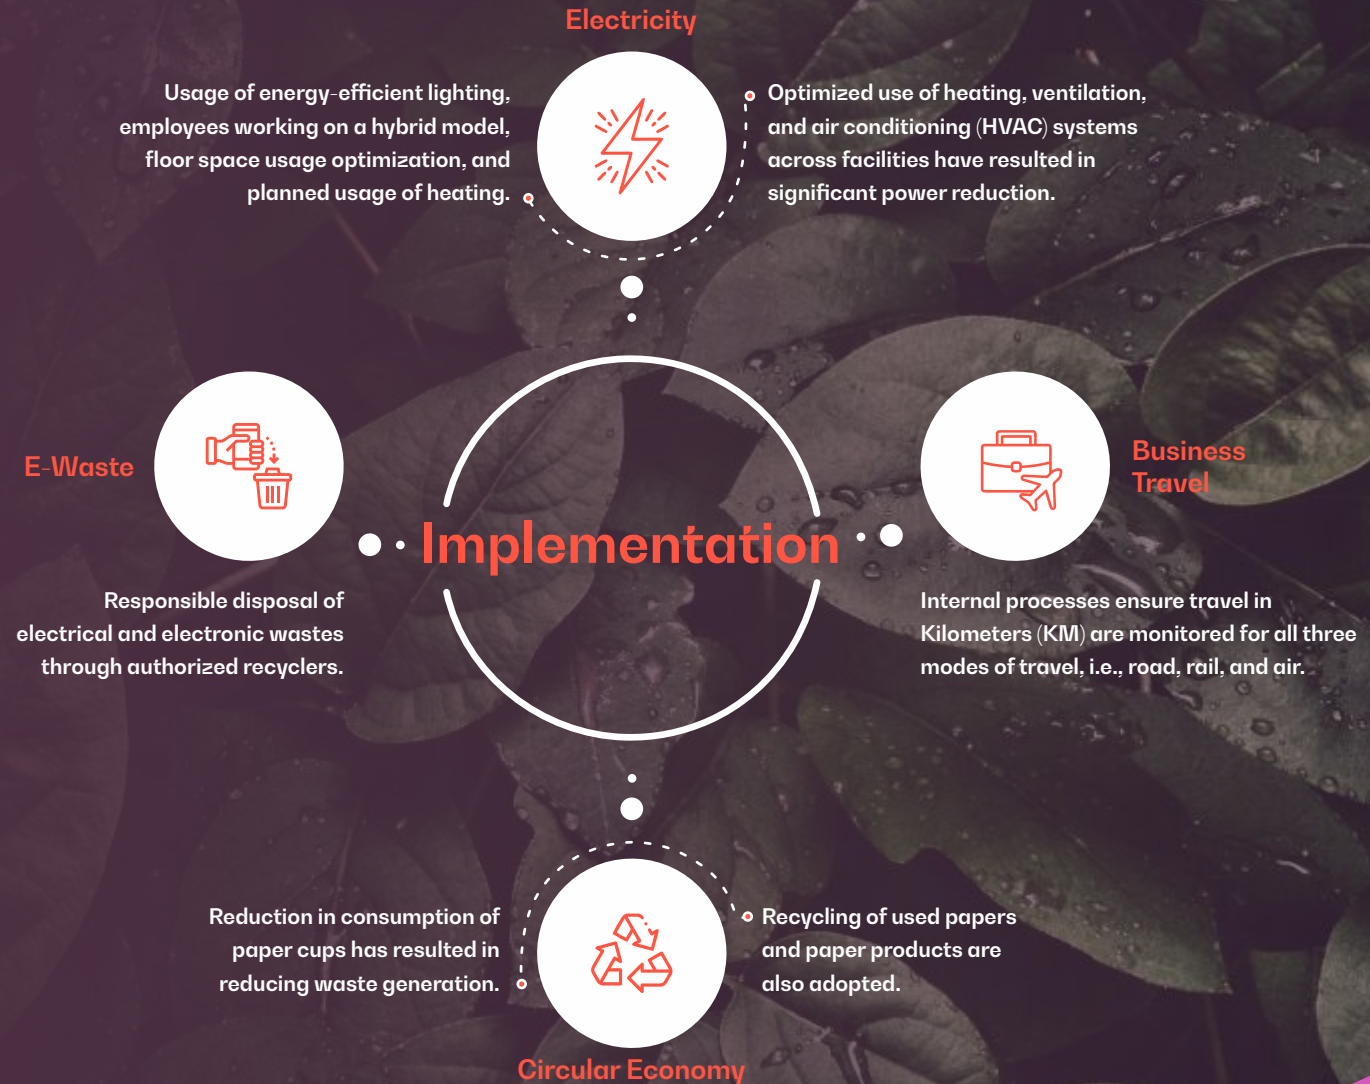 Electricity
Usage of energy-efficient lighting,
employees working on a hybrid model,
floor space usage optimization, and
planned usage of heating.
Optimized use of heating, ventilation,
and air conditioning (HVAC) systems
across facilities have resulted in
significant power reduction.
E-Waste
Responsible disposal of
electrical and electronic wastes
through authorized recyclers.
Implementation
Business
Travel
Internal processes ensure travel in
Kilometers (KM) are monitored for all three
modes of travel, i.e., road, rail, and air.
Reduction in consumption of
paper cups has resulted in
reducing waste generation.
Recycling of used papers
and paper products are
also adopted.
Circular Economy